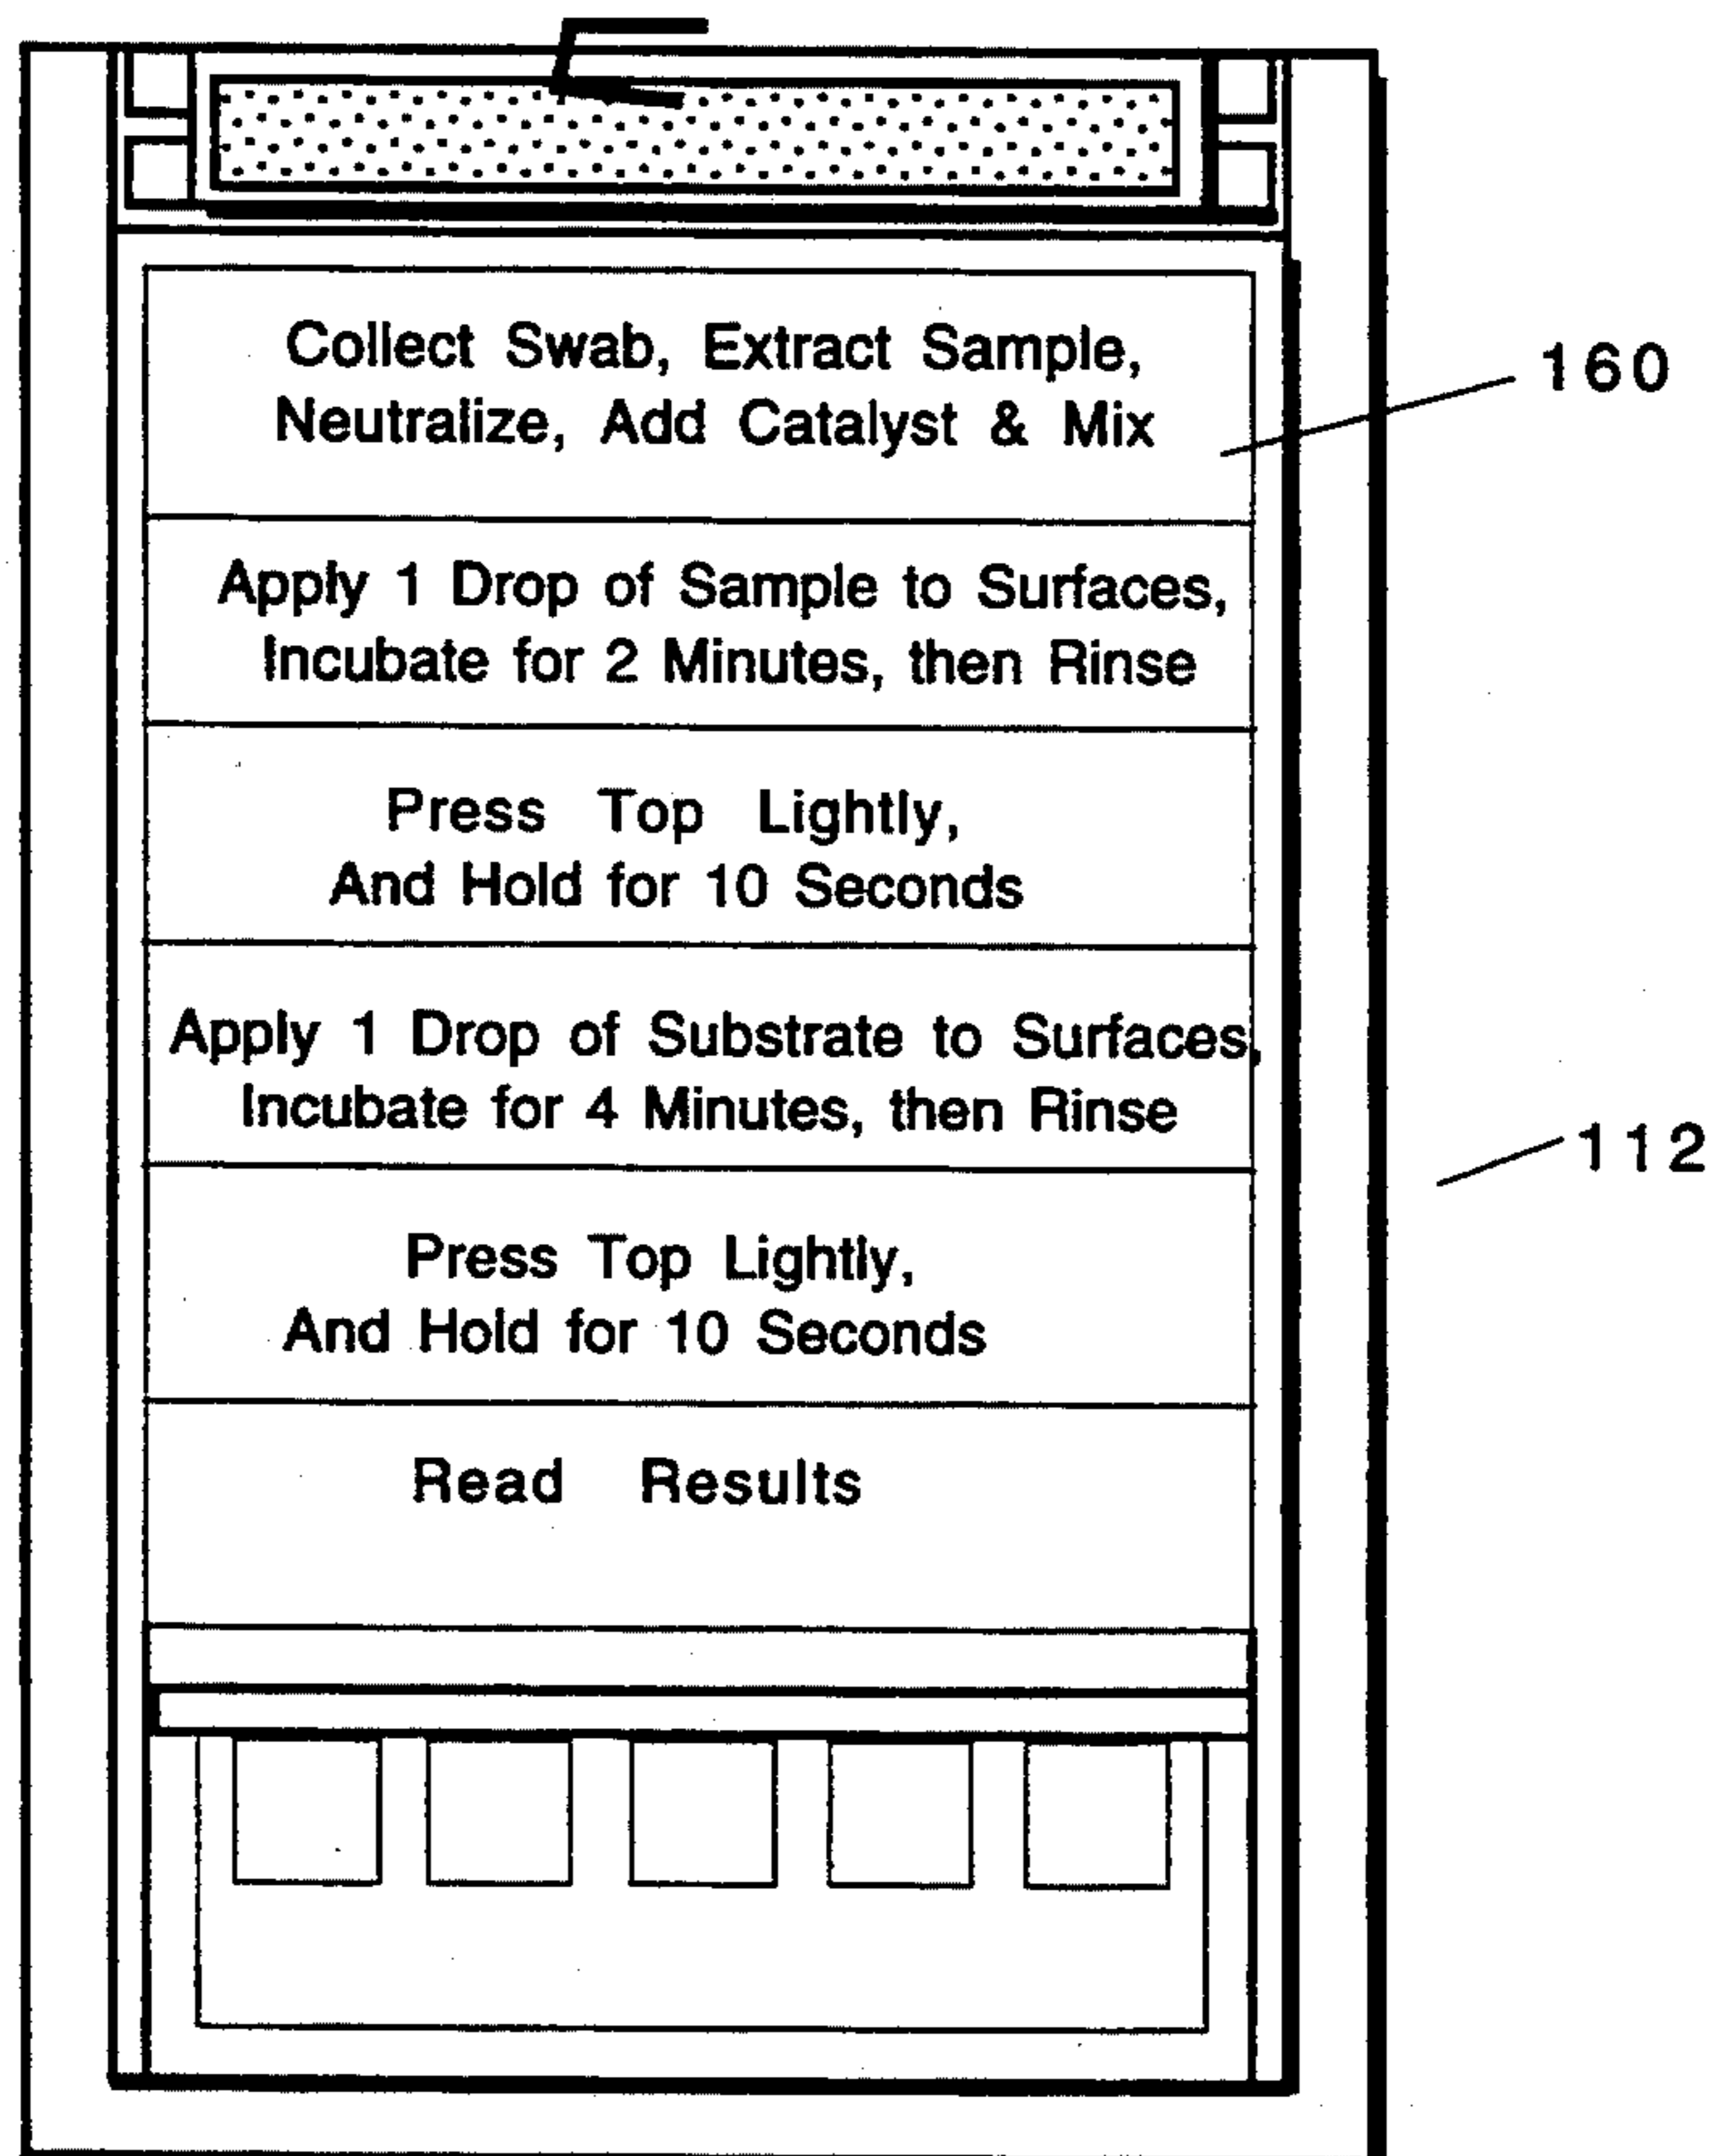 Collect Swab, Extract Sample,
Neutralize, Add Catalyst & Mix
160
Apply 1 Drop of Sample to Surfaces,
Incubate for 2 Minutes, then Rinse
Press Top Lightly,
And Hold for 10 Seconds
Apply 1 Drop of Substrate to Surfaces,
Incubate for 4 Minutes, then Rinse
112
Press Top Lightly,
And Hold for 10 Seconds
Read Results